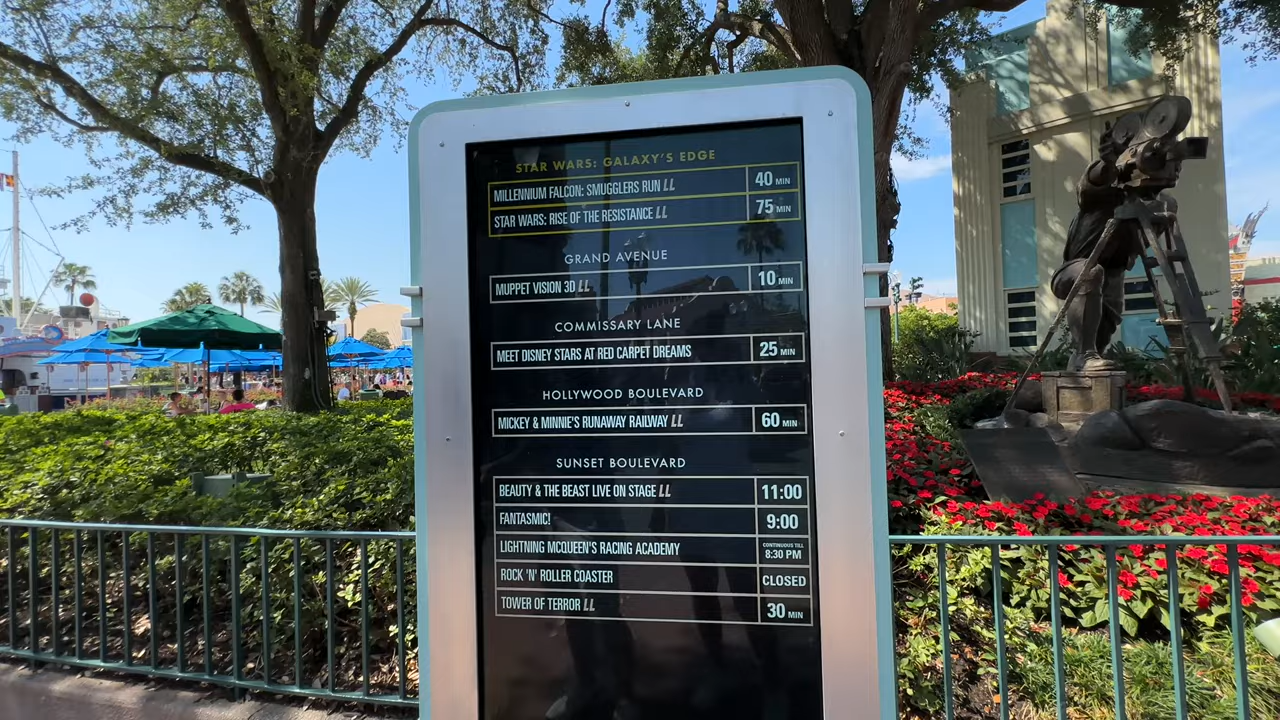 STAR WARS: GALAXY'S EDGE
MILLENNIUM FALCON: SMUGGLERS RUN LL 40 MIN
STAR WARS: RISE OF THE RESISTANCE LL 75 MIN
GRAND AVENUE
MUPPET VISION 3D LL 10 MIN
COMMISSARY LANE
MEET DISNEY STARS AT RED CARPET DREAMS 25 MIN
HOLLYWOOD BOULEVARD
MICKEY & MINNIE'S RUNAWAY RAILWAY LL 60 MIN
SUNSET BOULEVARD
BEAUTY & THE BEAST LIVE ON STAGE LL 11:00
FANTASMIC! 9:00
LIGHTNING MCQUEEN'S RACING ACADEMY CONTINUOUS TILL 8:30 PM
ROCK 'N' ROLLER COASTER CLOSED
TOWER OF TERROR LL 30 MIN